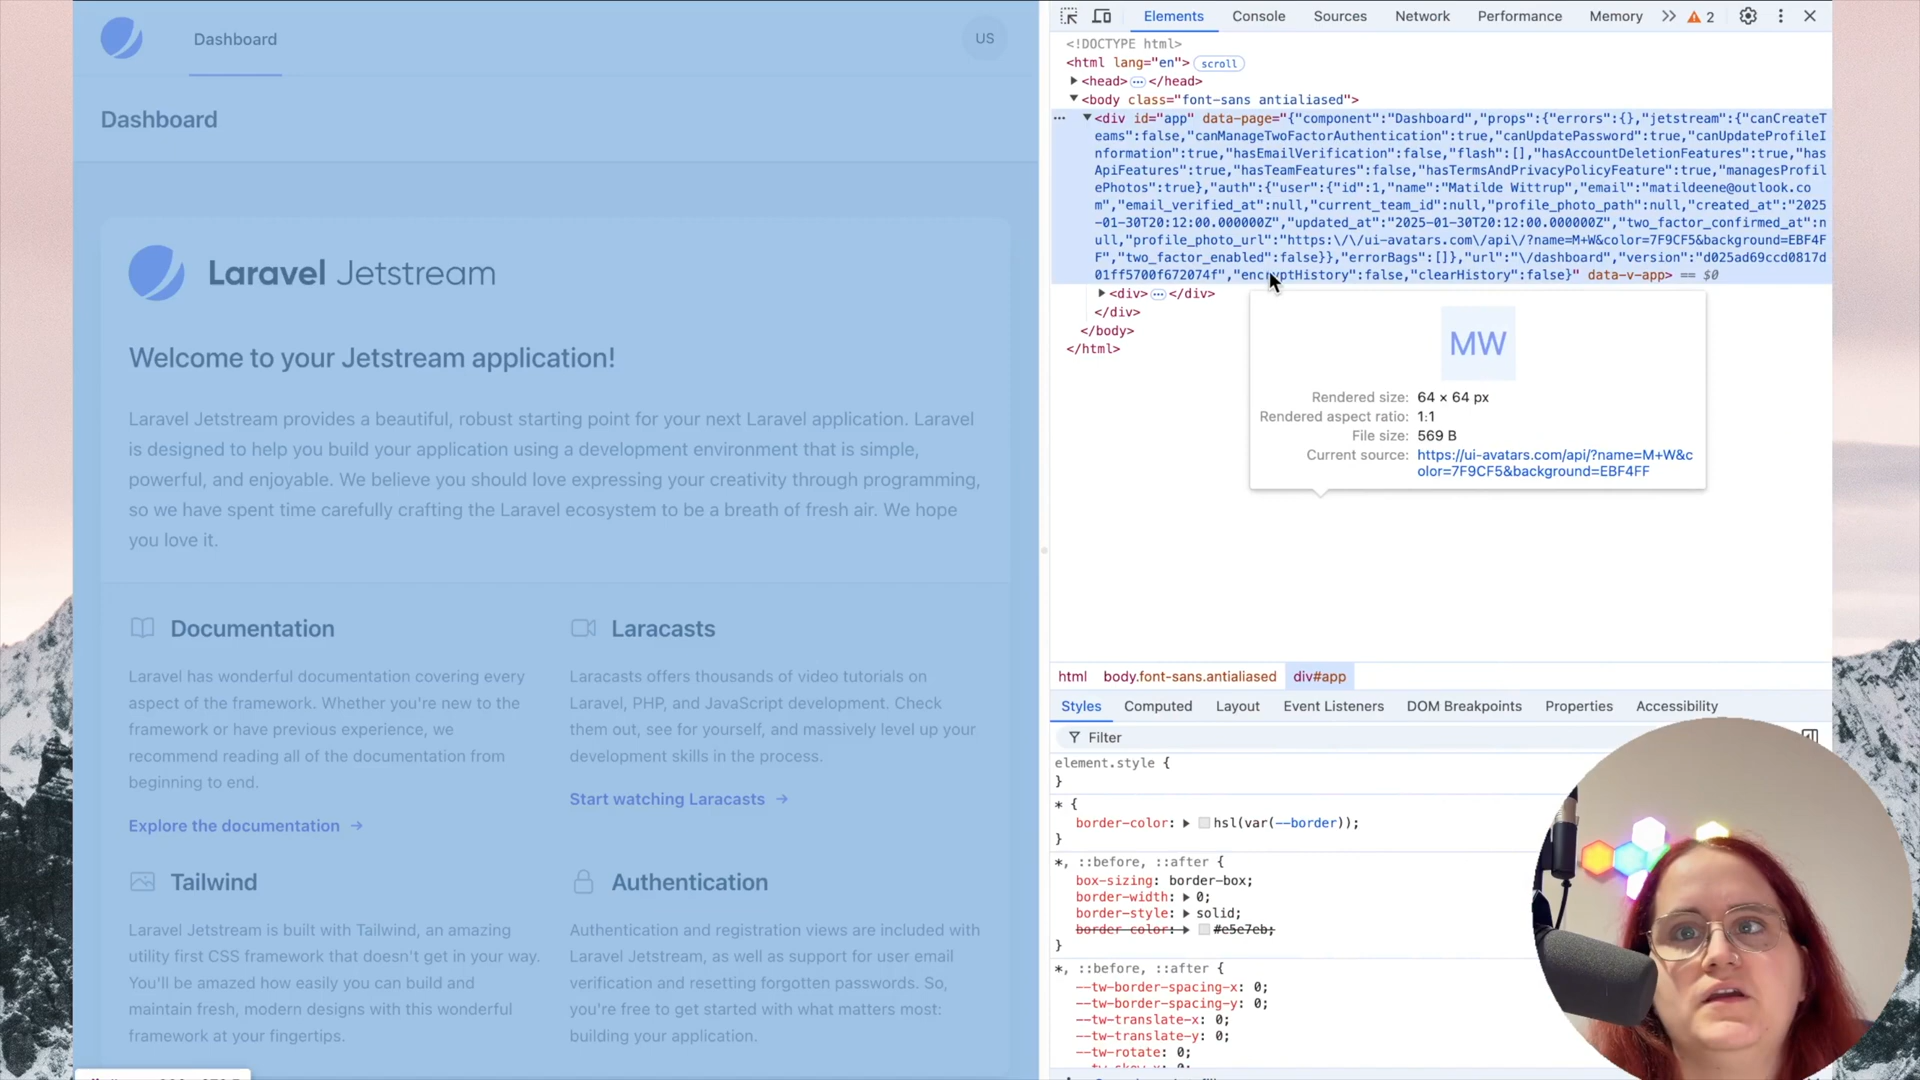 Dashboard
US
Dashboard
Laravel Jetstream
Welcome to your Jetstream application!
Laravel Jetstream provides a beautiful, robust starting point for your next Laravel application. Laravel
is designed to help you build your application using a development environment that is simple,
powerful, and enjoyable. We believe you should love expressing your creativity through programming,
so we have spent time carefully crafting the Laravel ecosystem to be a breath of fresh air. We hope
you love it.
Documentation
Laravel has wonderful documentation covering every
aspect of the framework. Whether you're new to the
framework or have previous experience, we
recommend reading all of the documentation from
beginning to end.
Explore the documentation →
Laracasts
Laracasts offers thousands of video tutorials on
Laravel, PHP, and JavaScript development. Check
them out, see for yourself, and massively level up your
development skills in the process.
Start watching Laracasts →
Tailwind
Laravel Jetstream is built with Tailwind, an amazing
utility first CSS framework that doesn't get in your way.
You'll be amazed how easily you can build and
maintain fresh, modern designs with this wonderful
framework at your fingertips.
Authentication
Authentication and registration views are included with
Laravel Jetstream, as well as support for user email
verification and resetting forgotten passwords. So,
you're free to get started with what matters most:
building your application.
Elements Console Sources Network Performance Memory 2
<!DOCTYPE html>
<html lang="en"> scroll
<head> ⋯ </head>
<body class="font-sans antialiased">
<div id="app" data-page="{"component":"Dashboard","props":{"errors":{},"jetstream":{"canCreateT
eams":false,"canManageTwoFactorAuthentication":true,"canUpdatePassword":true,"canUpdateProfileI
nformation":true,"hasEmailVerification":false,"flash":[],"hasAccountDeletionFeatures":true,"has
ApiFeatures":true,"hasTeamFeatures":false,"hasTermsAndPrivacyPolicyFeature":true,"managesProfil
ePhotos":true},"auth":{"user":{"id":1,"name":"Matilde Wittrup","email":"matildeene@outlook.co
m","email_verified_at":null,"current_team_id":null,"profile_photo_path":null,"created_at":"2025
-01-30T20:12:00.000000Z","updated_at":"2025-01-30T20:12:00.000000Z","two_factor_confirmed_at":n
ull,"profile_photo_url":"https:\/\/ui-avatars.com\/api\/?name=M+W&color=7F9CF5&background=EBF4F
F","two_factor_enabled":false}},"errorBags":[]},"url":"\/dashboard","version":"d025ad69ccd0817d
01ff5700f672074f","encryptHistory":false,"clearHistory":false}" data-v-app> == $0
<div> ⋯ </div>
</div>
</body>
</html>
MW
Rendered size: 64 × 64 px
Rendered aspect ratio: 1:1
File size: 569 B
Current source: https://ui-avatars.com/api/?name=M+W&c
olor=7F9CF5&background=EBF4FF
html body.font-sans.antialiased div#app
Styles Computed Layout Event Listeners DOM Breakpoints Properties Accessibility
Filter
element.style {
}
* {
border-color: hsl(var(--border));
}
*, ::before, ::after {
box-sizing: border-box;
border-width: 0;
border-style: solid;
border-color: #e5e7eb;
}
*, ::before, ::after {
--tw-border-spacing-x: 0;
--tw-border-spacing-y: 0;
--tw-translate-x: 0;
--tw-translate-y: 0;
--tw-rotate: 0;